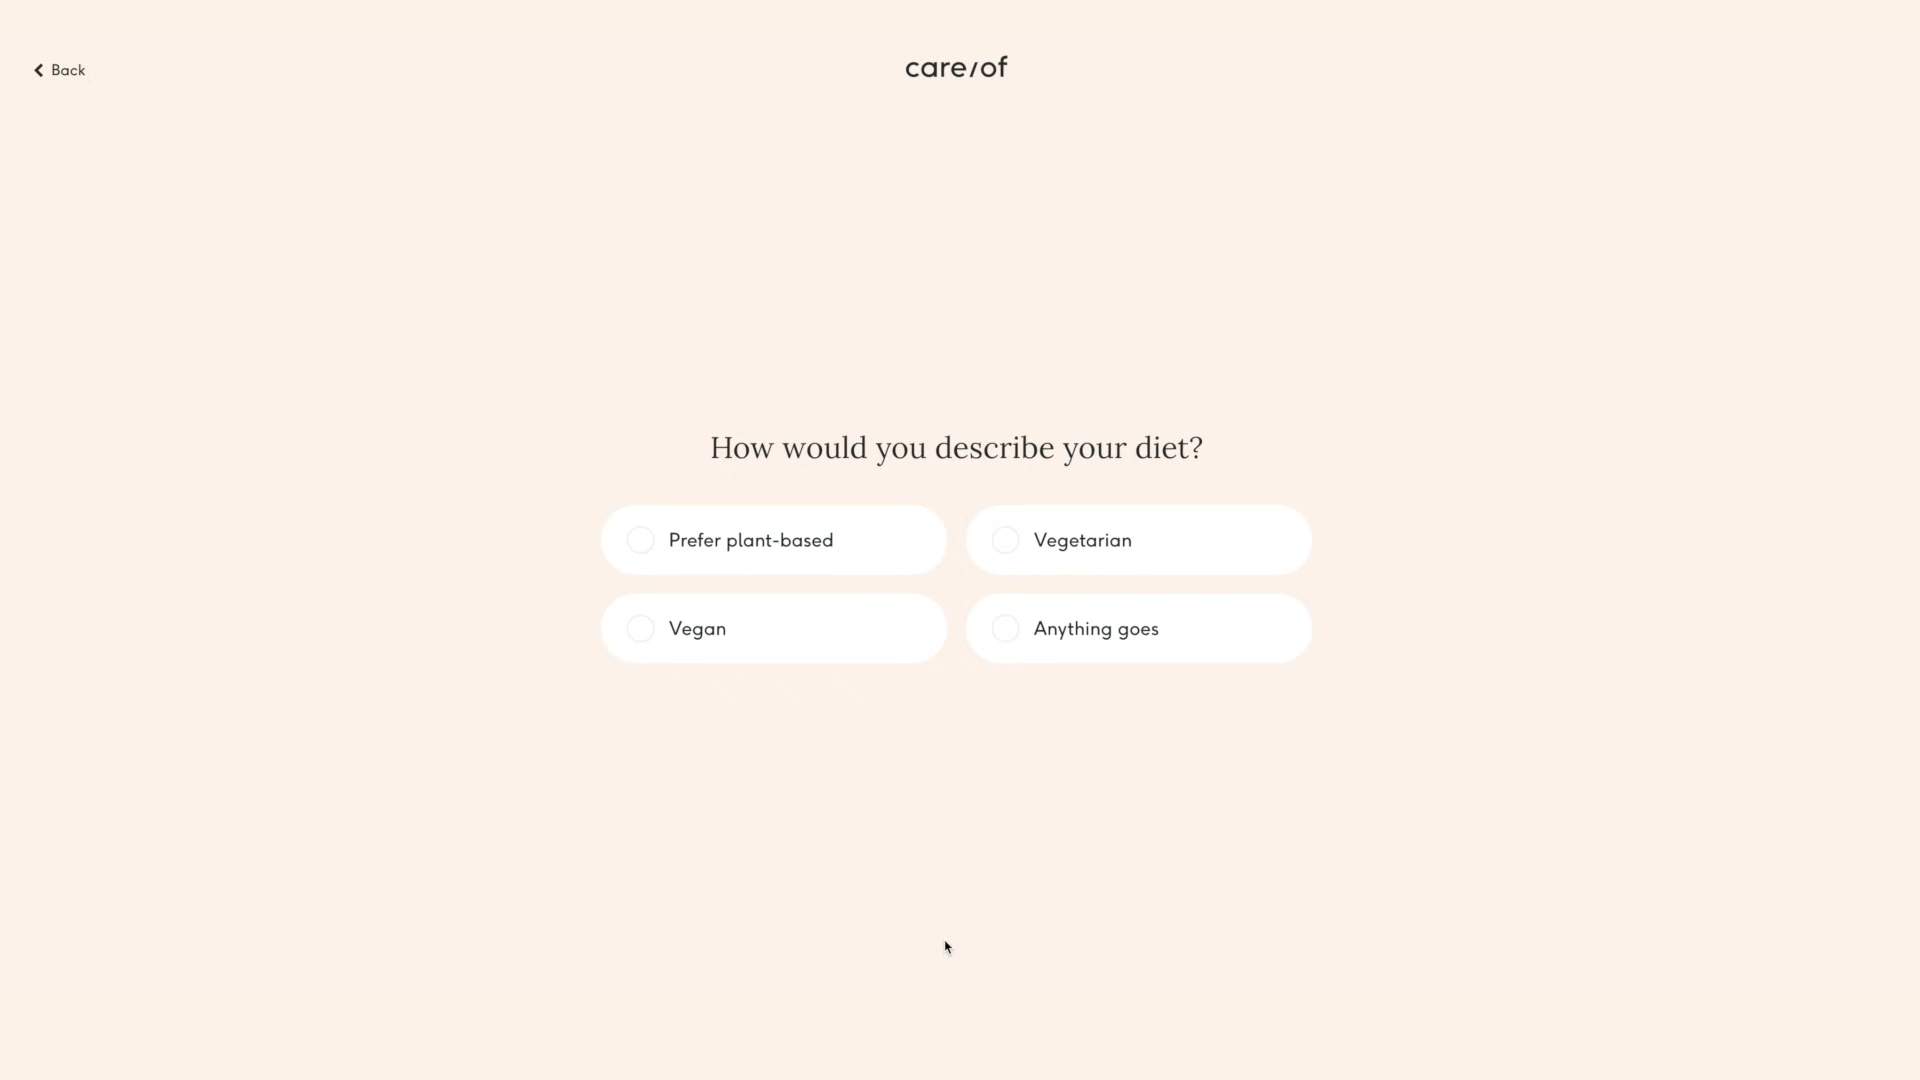 Back
care/of
How would you describe your diet?
Prefer plant-based
Vegetarian
Vegan
Anything goes